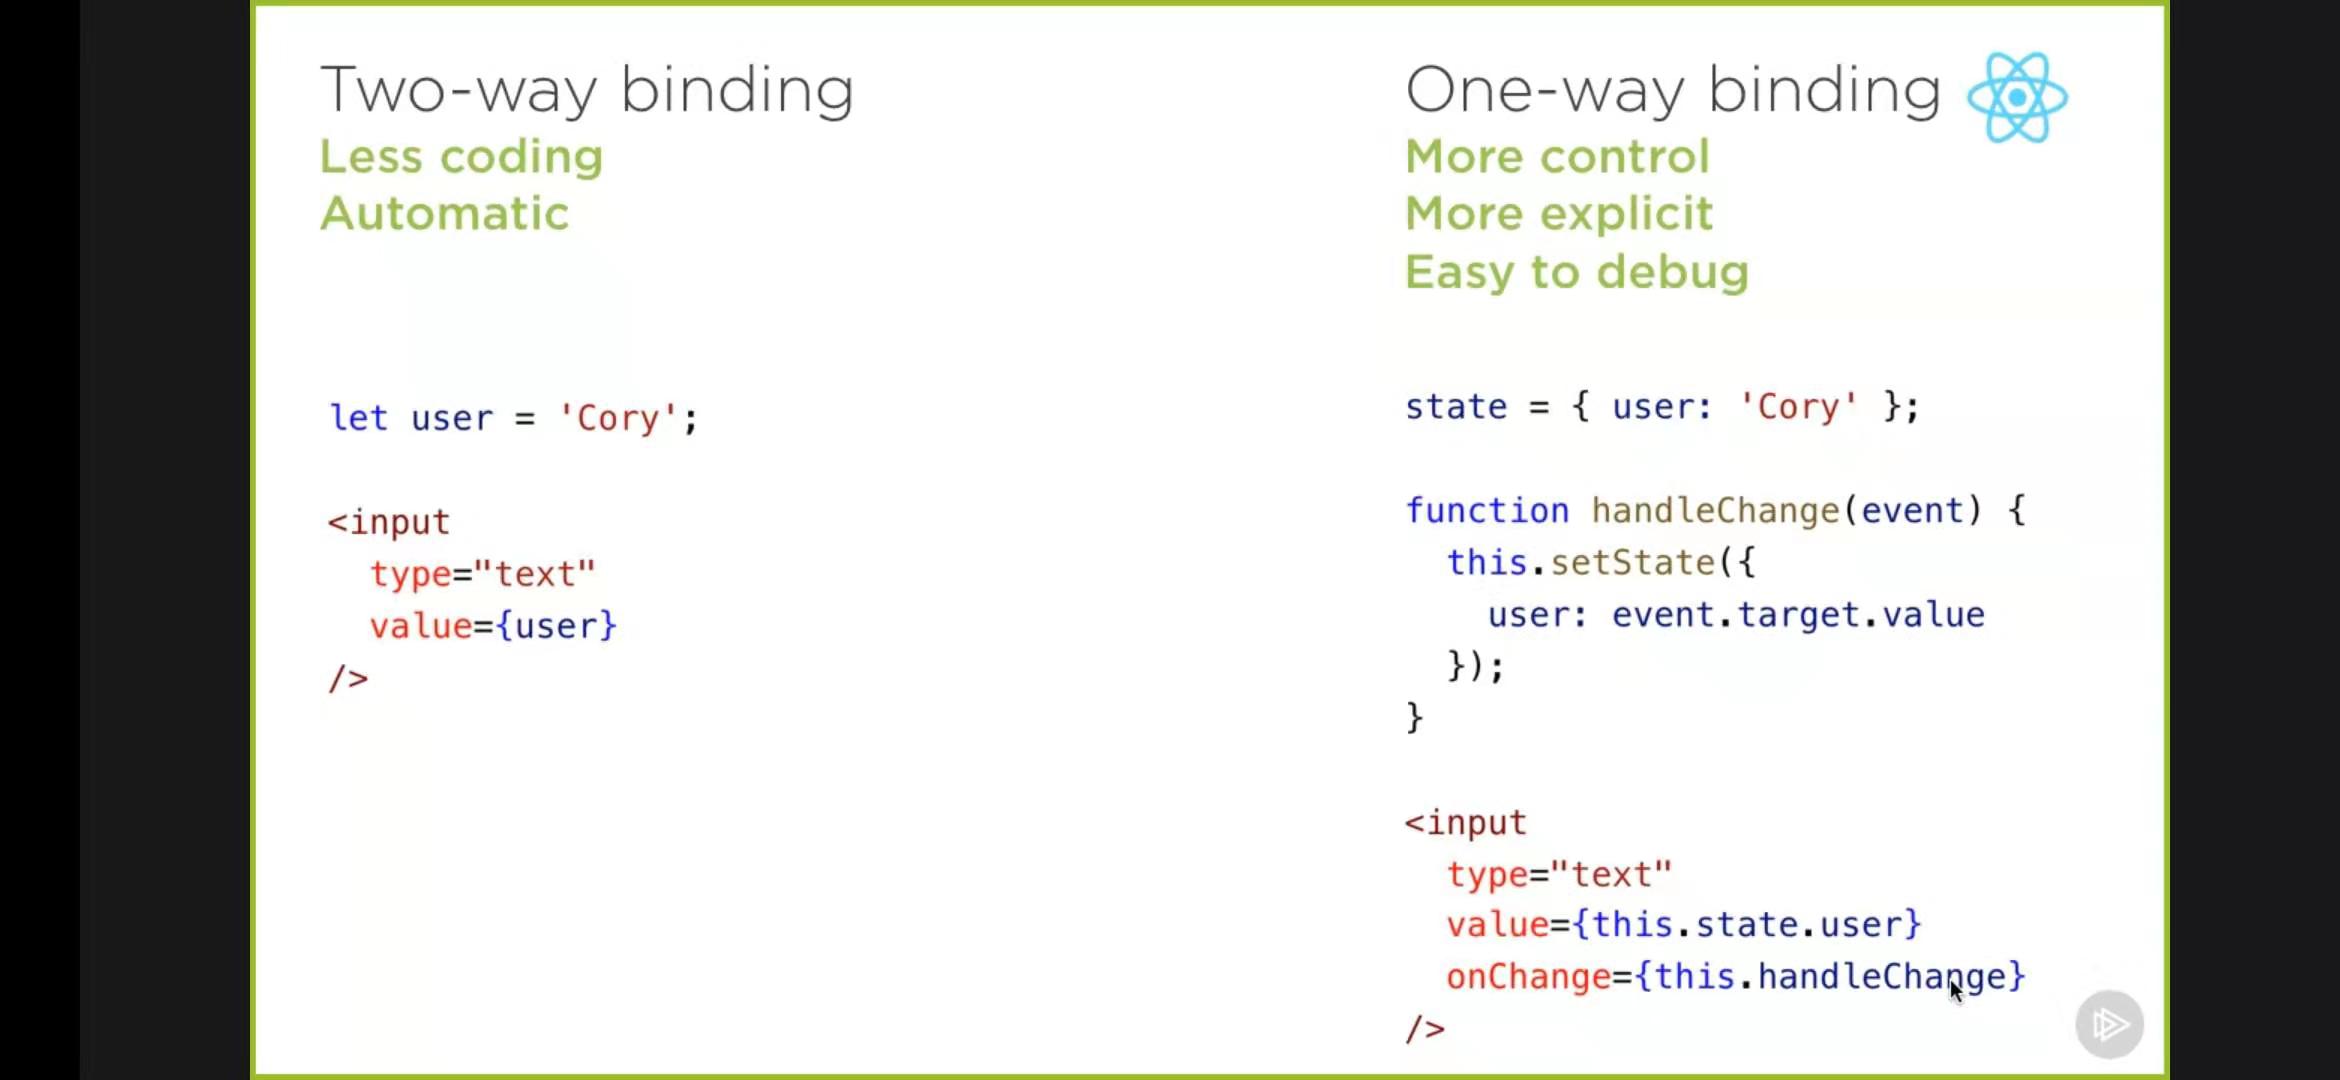 Two-way binding
Less coding
Automatic
let user = 'Cory';
<input
  type="text"
  value={user}
/>
One-way binding
More control
More explicit
Easy to debug
state = { user: 'Cory' };
function handleChange(event) {
  this.setState({
    user: event.target.value
  });
}
<input
  type="text"
  value={this.state.user}
  onChange={this.handleChange}
/>